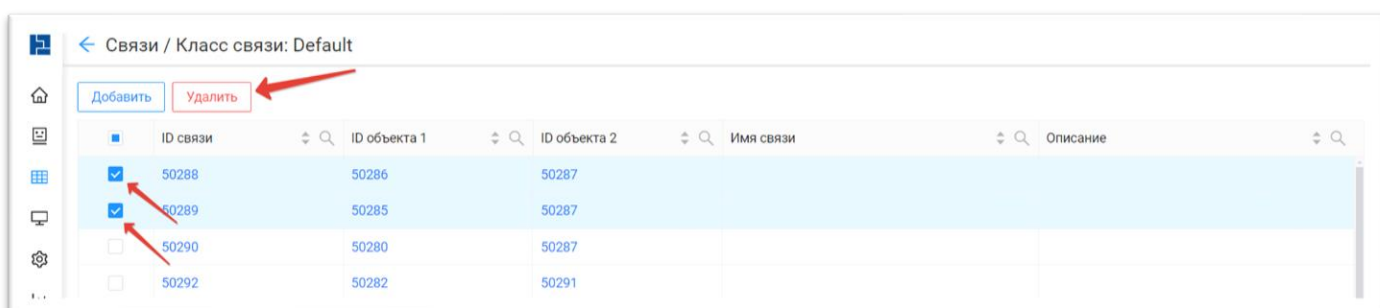 Связи / Класс связи: Default
Добавить Удалить
ID связи ID объекта 1 ID объекта 2 Имя связи Описание
50288 50286 50287
50289 50285 50287
50290 50280 50287
50292 50282 50291